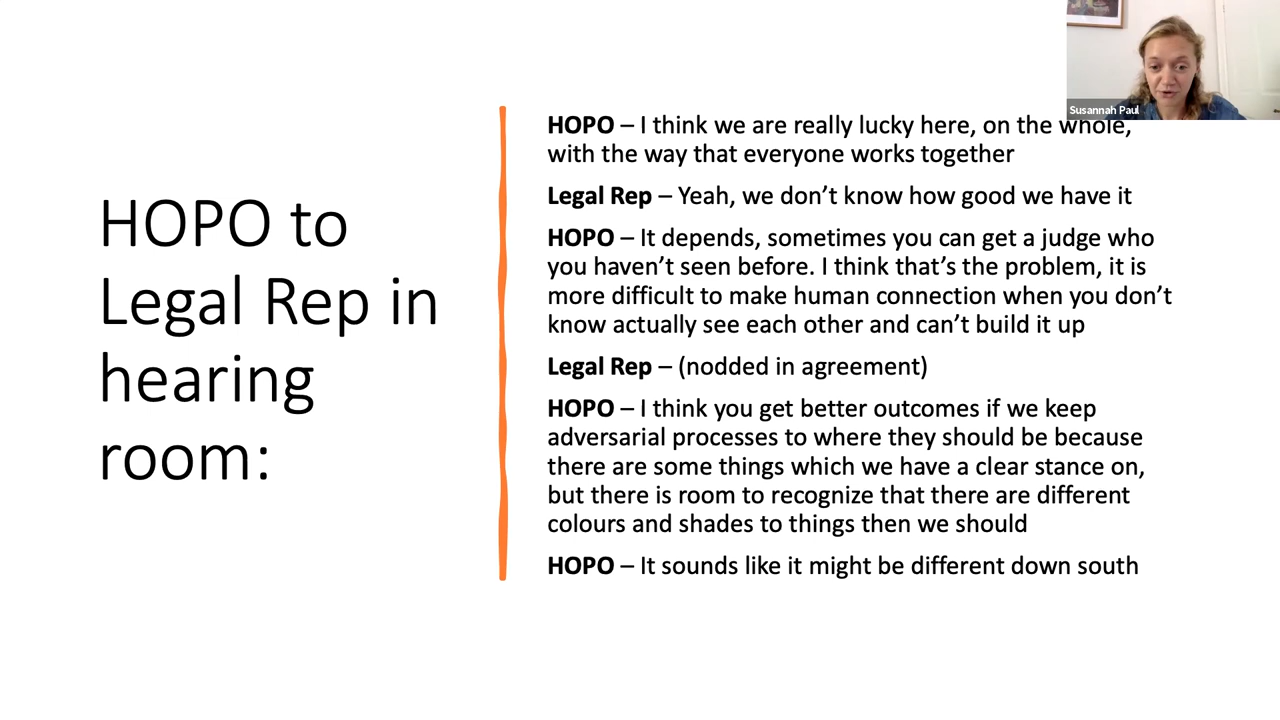 HOPO to
Legal Rep in
hearing
room:
Susannah Paul
HOPO – I think we are really lucky here, on the whole,
with the way that everyone works together
Legal Rep – Yeah, we don’t know how good we have it
HOPO – It depends, sometimes you can get a judge who
you haven’t seen before. I think that’s the problem, it is
more difficult to make human connection when you don’t
know actually see each other and can’t build it up
Legal Rep – (nodded in agreement)
HOPO – I think you get better outcomes if we keep
adversarial processes to where they should be because
there are some things which we have a clear stance on,
but there is room to recognize that there are different
colours and shades to things then we should
HOPO – It sounds like it might be different down south